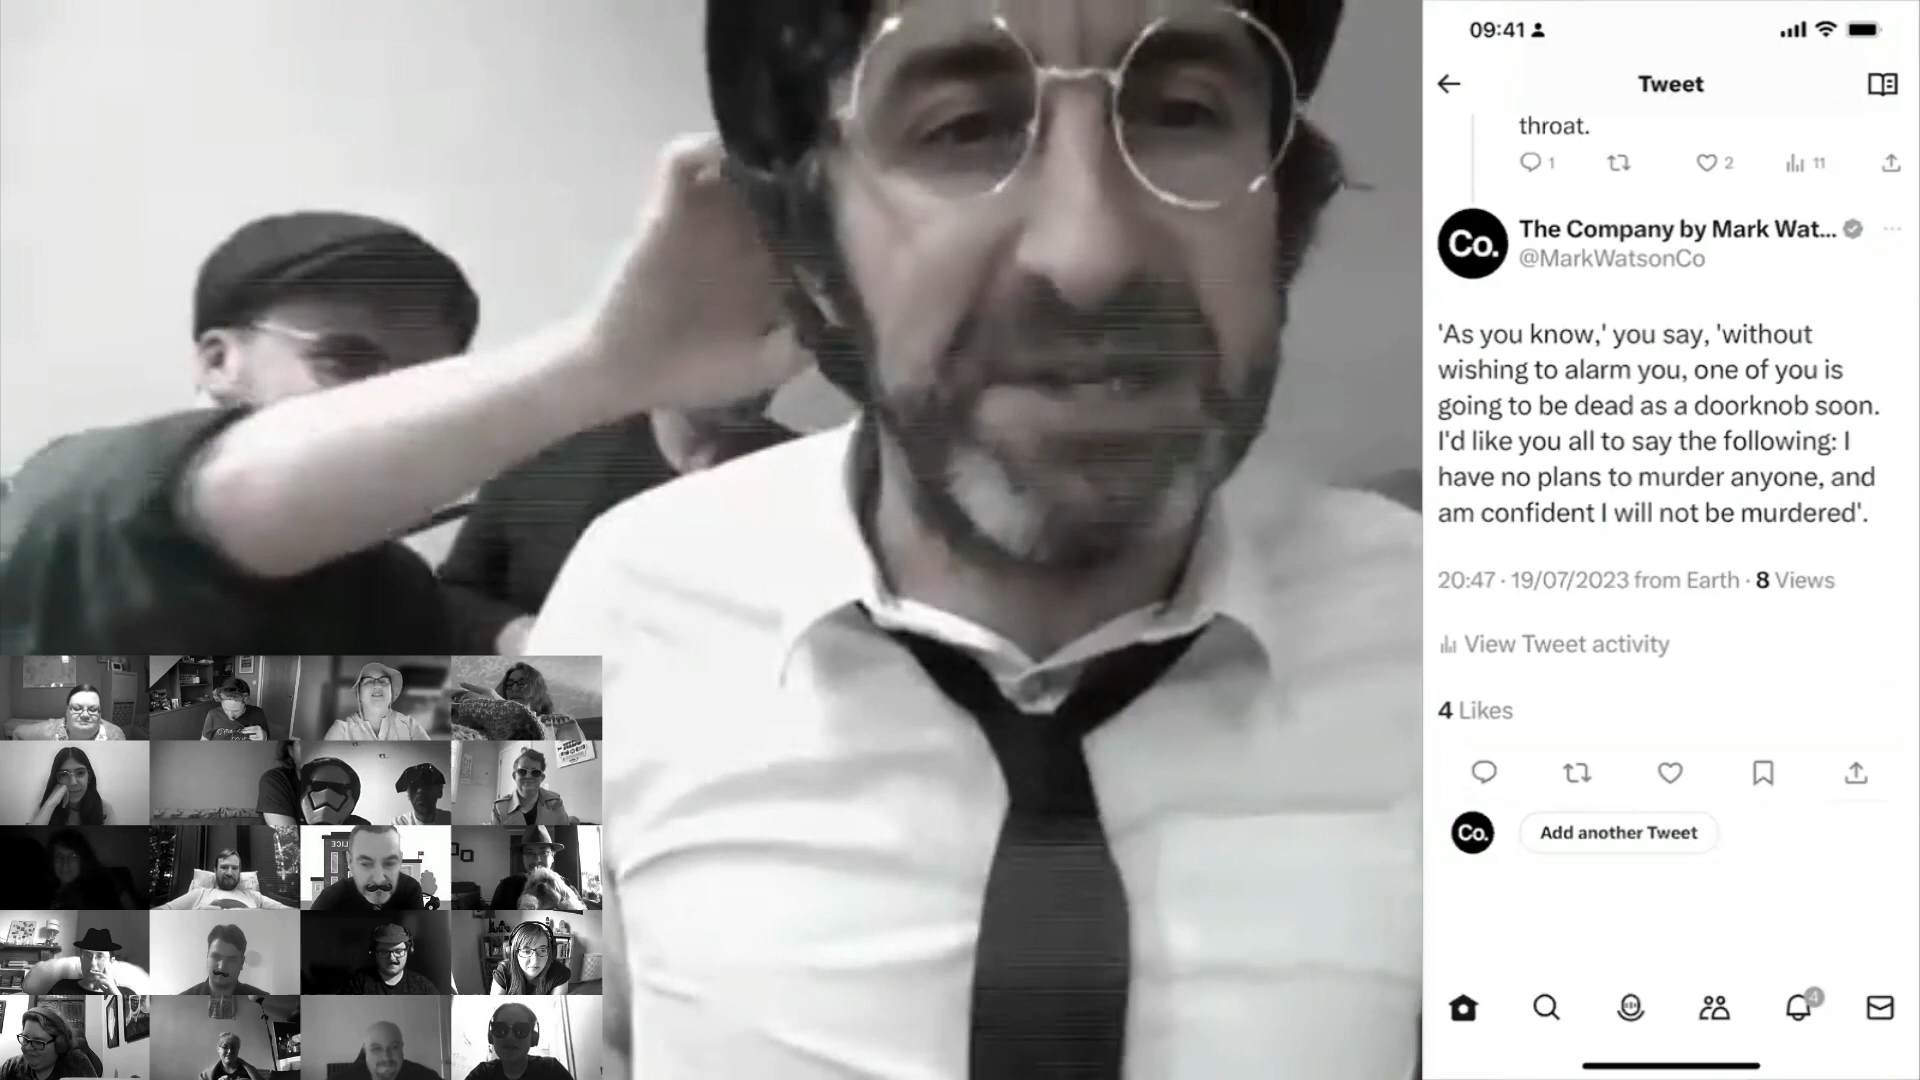 09:41
Tweet
throat.
1
2
11
Co.
The Company by Mark Wat...
@MarkWatsonCo
'As you know,' you say, 'without
wishing to alarm you, one of you is
going to be dead as a doorknob soon.
I'd like you all to say the following: I
have no plans to murder anyone, and
am confident I will not be murdered'.
20:47 · 19/07/2023 from Earth · 8 Views
View Tweet activity
4 Likes
Co.
Add another Tweet
4